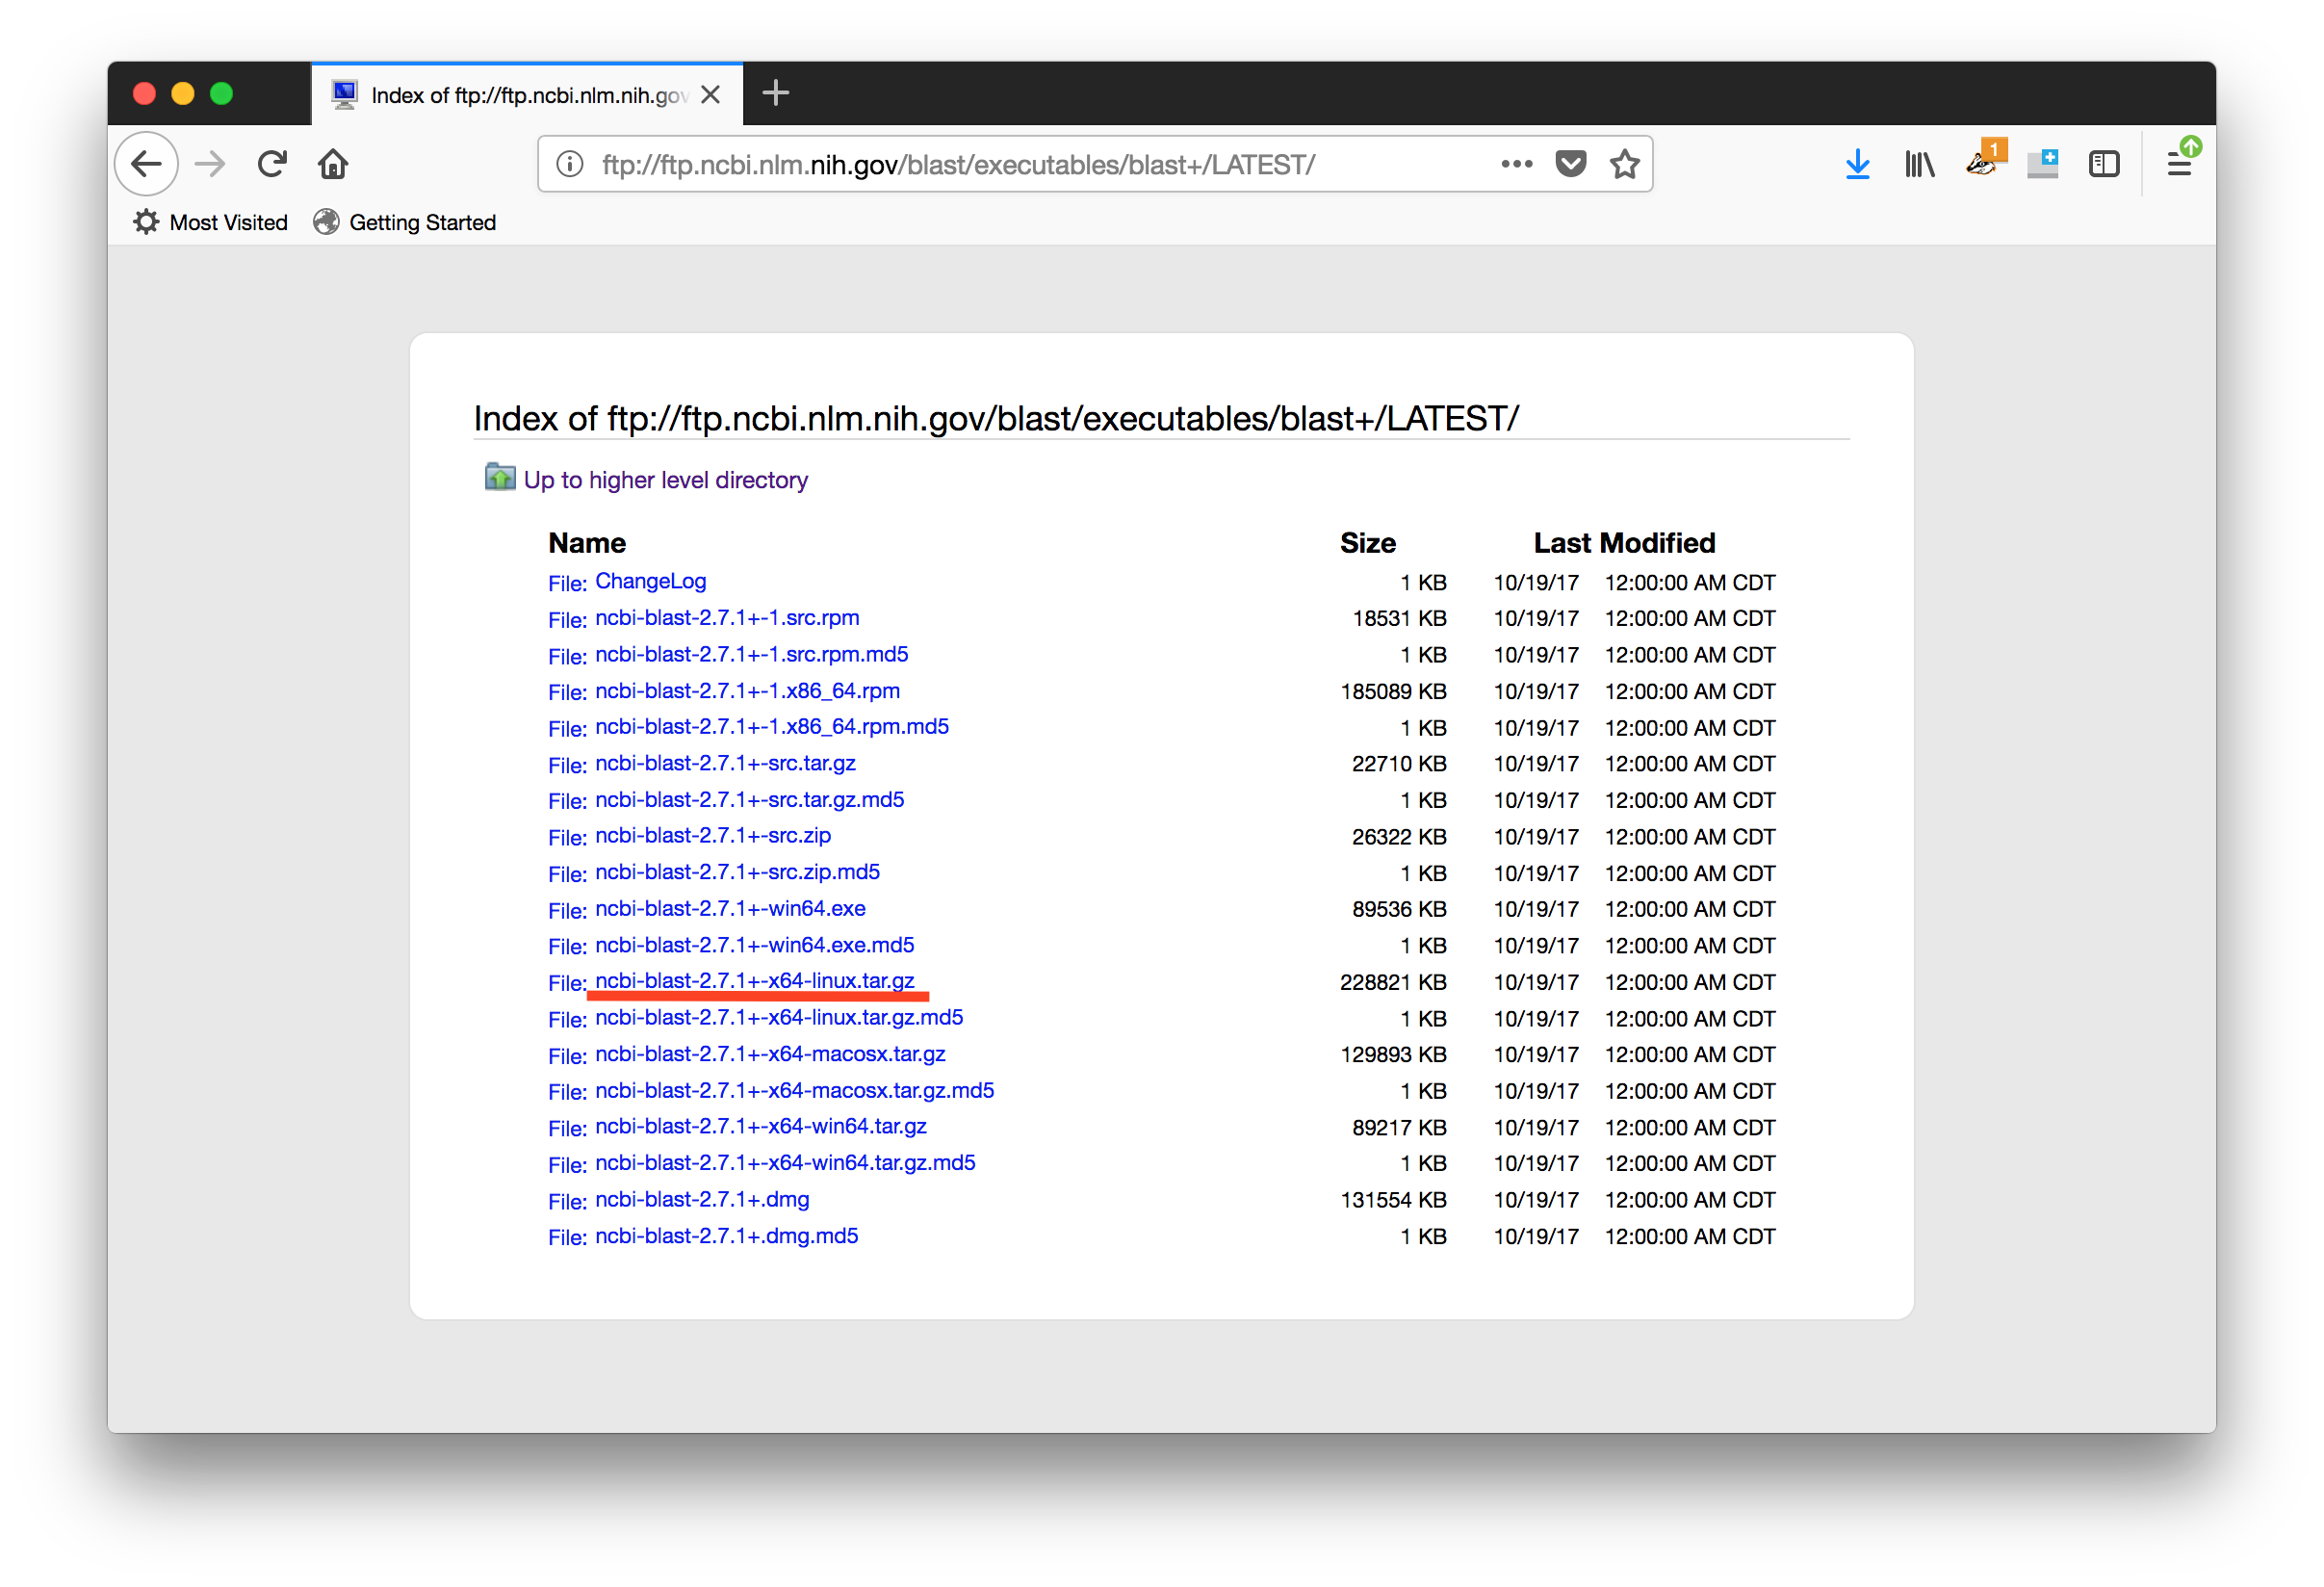 Index of ftp://ftp.ncbi.nlm.nih.gov
ftp://ftp.ncbi.nlm.nih.gov/blast/executables/blast+/LATEST/
1
Most Visited Getting Started
Index of ftp://ftp.ncbi.nlm.nih.gov/blast/executables/blast+/LATEST/
Up to higher level directory
Name Size Last Modified
File: ChangeLog 1 KB 10/19/17 12:00:00 AM CDT
File: ncbi-blast-2.7.1+-1.src.rpm 18531 KB 10/19/17 12:00:00 AM CDT
File: ncbi-blast-2.7.1+-1.src.rpm.md5 1 KB 10/19/17 12:00:00 AM CDT
File: ncbi-blast-2.7.1+-1.x86_64.rpm 185089 KB 10/19/17 12:00:00 AM CDT
File: ncbi-blast-2.7.1+-1.x86_64.rpm.md5 1 KB 10/19/17 12:00:00 AM CDT
File: ncbi-blast-2.7.1+-src.tar.gz 22710 KB 10/19/17 12:00:00 AM CDT
File: ncbi-blast-2.7.1+-src.tar.gz.md5 1 KB 10/19/17 12:00:00 AM CDT
File: ncbi-blast-2.7.1+-src.zip 26322 KB 10/19/17 12:00:00 AM CDT
File: ncbi-blast-2.7.1+-src.zip.md5 1 KB 10/19/17 12:00:00 AM CDT
File: ncbi-blast-2.7.1+-win64.exe 89536 KB 10/19/17 12:00:00 AM CDT
File: ncbi-blast-2.7.1+-win64.exe.md5 1 KB 10/19/17 12:00:00 AM CDT
File: ncbi-blast-2.7.1+-x64-linux.tar.gz 228821 KB 10/19/17 12:00:00 AM CDT
File: ncbi-blast-2.7.1+-x64-linux.tar.gz.md5 1 KB 10/19/17 12:00:00 AM CDT
File: ncbi-blast-2.7.1+-x64-macosx.tar.gz 129893 KB 10/19/17 12:00:00 AM CDT
File: ncbi-blast-2.7.1+-x64-macosx.tar.gz.md5 1 KB 10/19/17 12:00:00 AM CDT
File: ncbi-blast-2.7.1+-x64-win64.tar.gz 89217 KB 10/19/17 12:00:00 AM CDT
File: ncbi-blast-2.7.1+-x64-win64.tar.gz.md5 1 KB 10/19/17 12:00:00 AM CDT
File: ncbi-blast-2.7.1+.dmg 131554 KB 10/19/17 12:00:00 AM CDT
File: ncbi-blast-2.7.1+.dmg.md5 1 KB 10/19/17 12:00:00 AM CDT